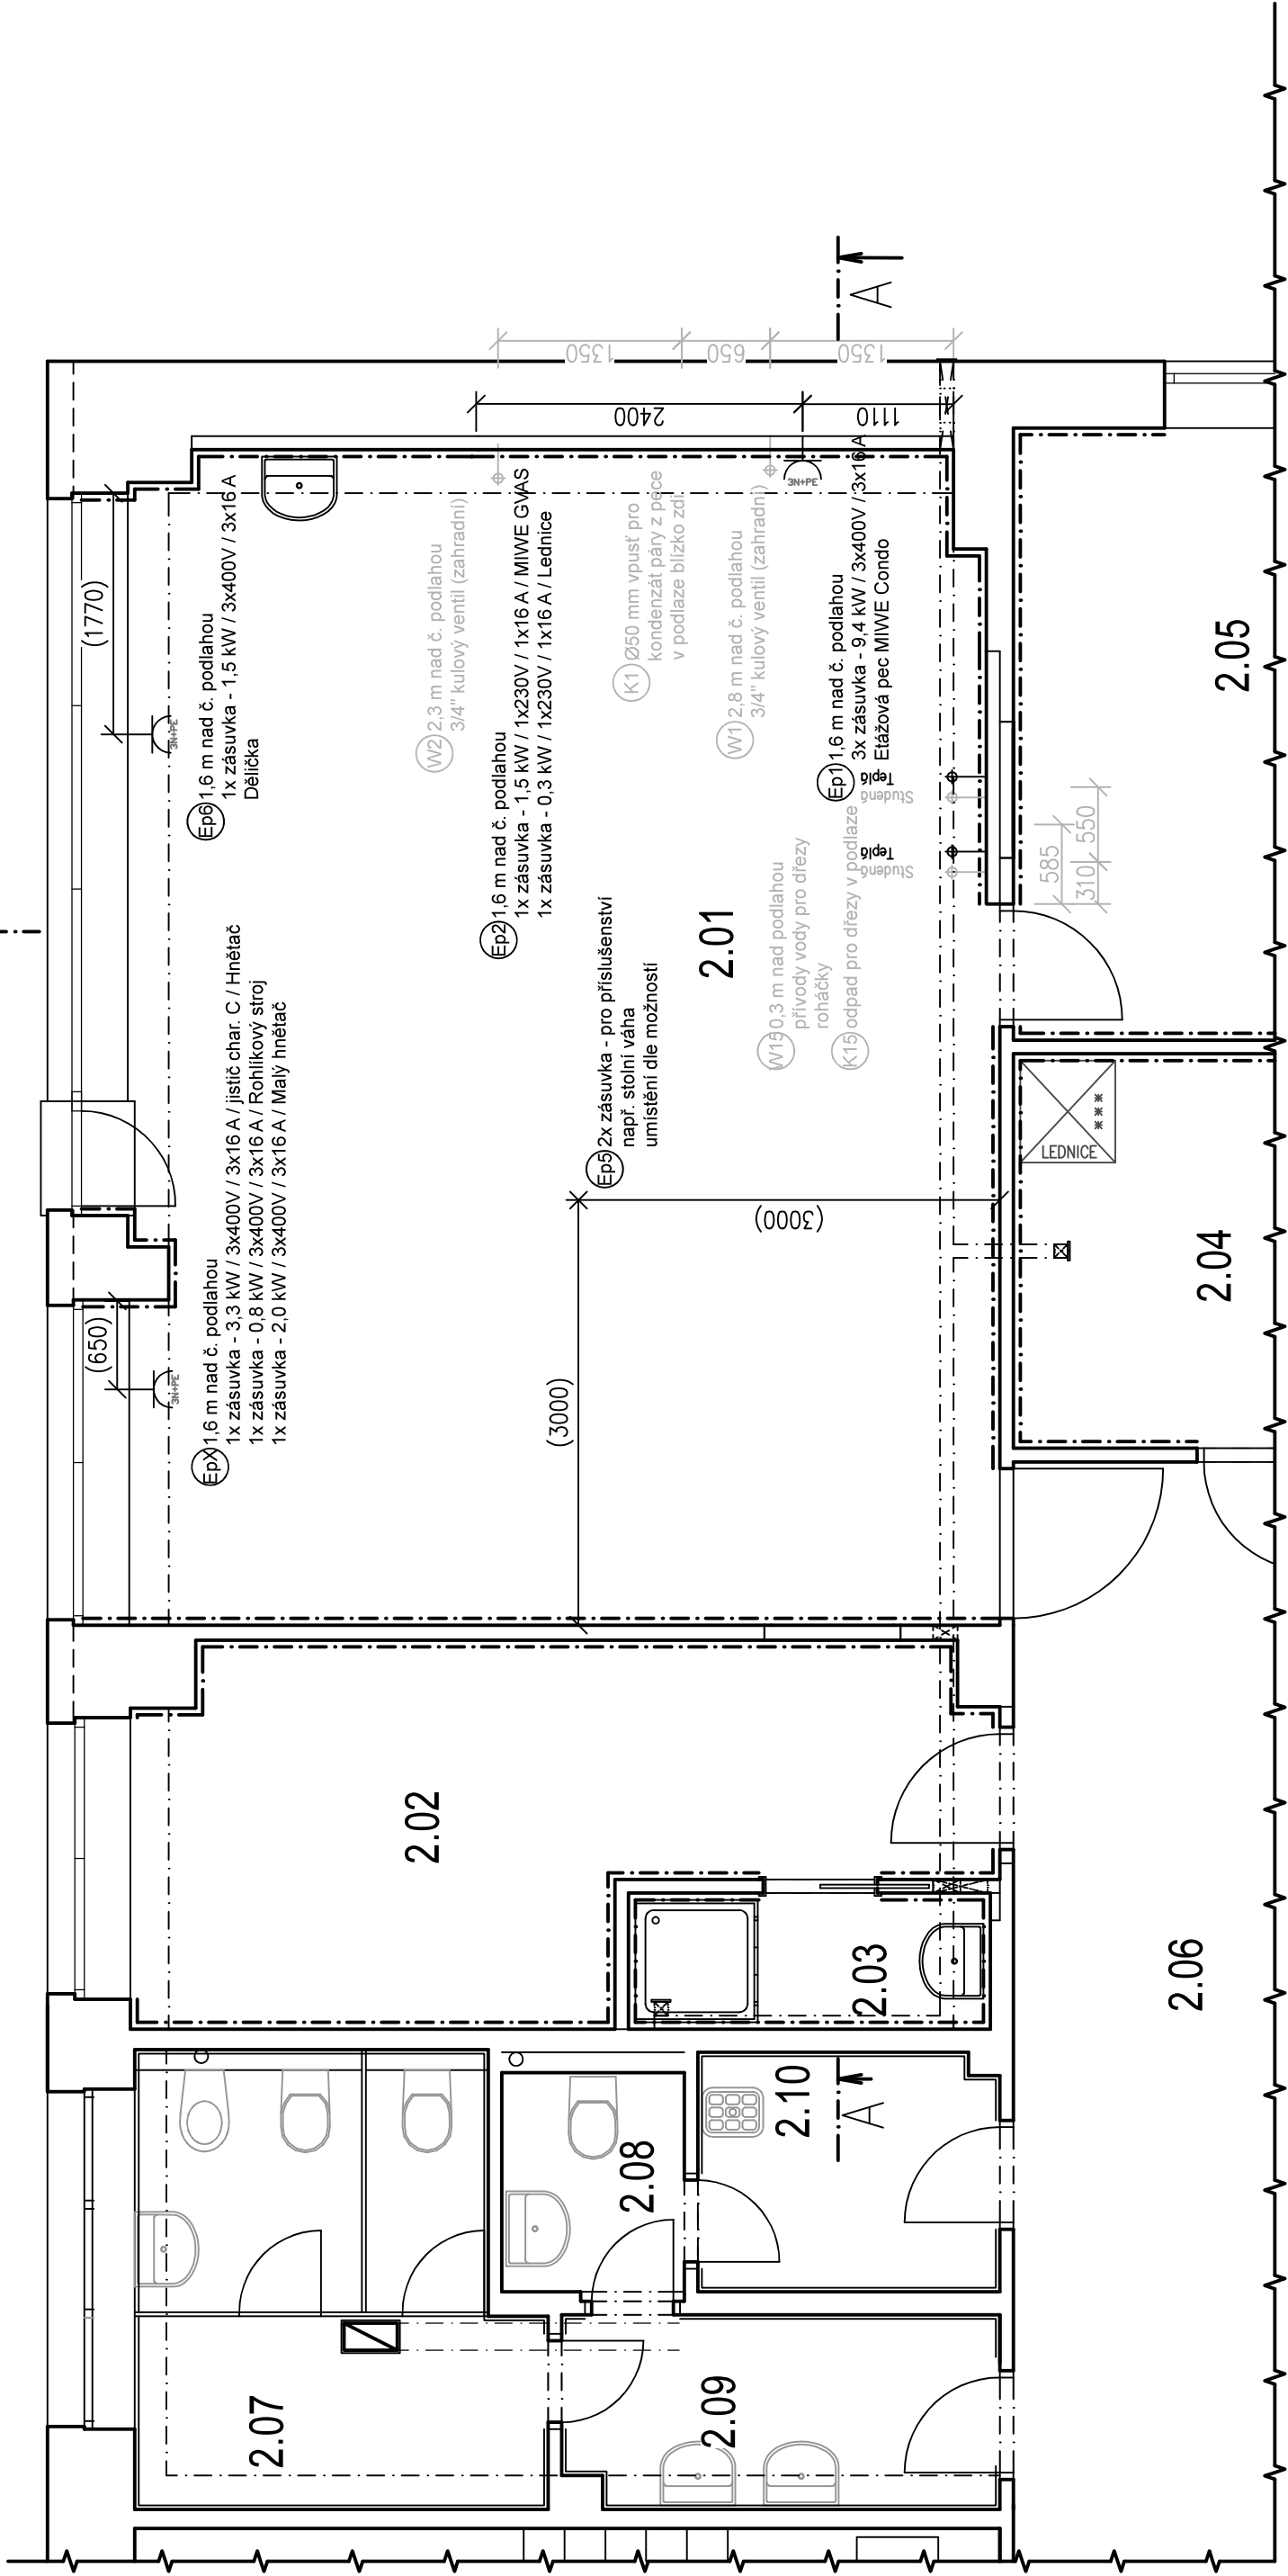 EpX 1,6 m nad č. podlahou
1x zásuvka - 3,3 kW / 3x400V / 3x16 A / jistič char. C / Hnětač
1x zásuvka - 0,8 kW / 3x400V / 3x16 A / Rohlíkový stroj
1x zásuvka - 2,0 kW / 3x400V / 3x16 A / Malý hnětač
(650)
3N+PE
Ep6 1,6 m nad č. podlahou
1x zásuvka - 1,5 kW / 3x400V / 3x16 A
Dělička
(1770)
3N+PE
W2 2,3 m nad č. podlahou
3/4" kulový ventil (zahradní)
Ep2 1,6 m nad č. podlahou
1x zásuvka - 1,5 kW / 1x230V / 1x16 A / MIWE GVAS
1x zásuvka - 0,3 kW / 1x230V / 1x16 A / Lednice
Ep5 2x zásuvka - pro příslušenství
např. stolní váha
umístění dle možností
K1 Ø50 mm vpusť pro
kondenzát páry z pece
v podlaze blízko zdi
W1 2,8 m nad č. podlahou
3/4" kulový ventil (zahradní)
Ep1 1,6 m nad č. podlahou
3x zásuvka - 9,4 kW / 3x400V / 3x16 A
Etážová pec MIWE Condo
3N+PE
W15 0,3 m nad podlahou
přívody vody pro dřezy
roháčky
K15 odpad pro dřezy v podlaze
Teplá
Studená
Teplá
Studená
1350
650
1350
2400
1110
A
(3000)
(3000)
585
310
550
LEDNICE
***
2.01
2.02
2.03
2.04
2.05
2.06
2.07
2.08
2.09
2.10
A